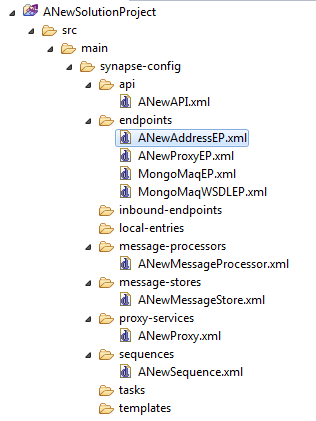 ANewSolutionProject
src
main
synapse-config
api
ANewAPI.xml
endpoints
ANewAddressEP.xml
ANewProxyEP.xml
MongoMaqEP.xml
MongoMaqWSDLEP.xml
inbound-endpoints
local-entries
message-processors
ANewMessageProcessor.xml
message-stores
ANewMessageStore.xml
proxy-services
ANewProxy.xml
sequences
ANewSequence.xml
tasks
templates